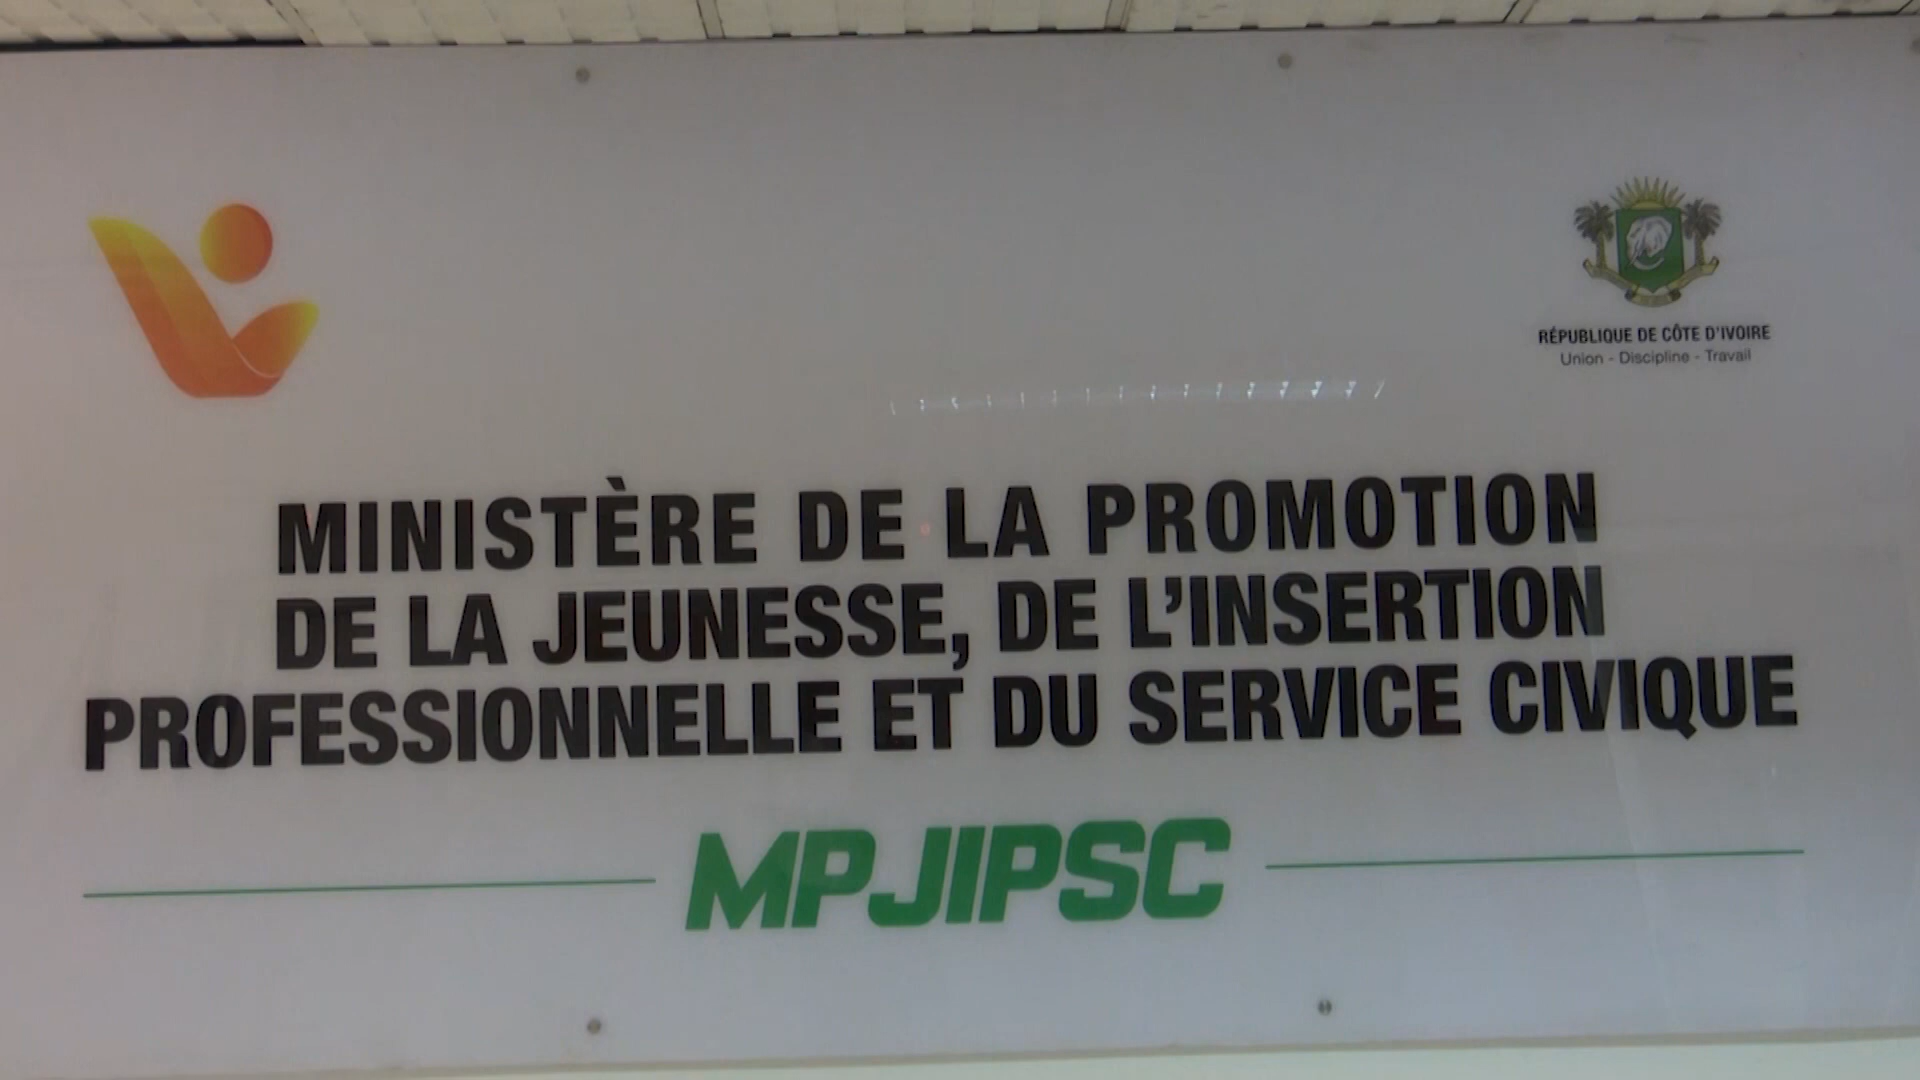 RÉPUBLIQUE DE CÔTE D'IVOIRE
Union - Discipline - Travail
MINISTÈRE DE LA PROMOTION
DE LA JEUNESSE, DE L'INSERTION
PROFESSIONNELLE ET DU SERVICE CIVIQUE
MPJIPSC